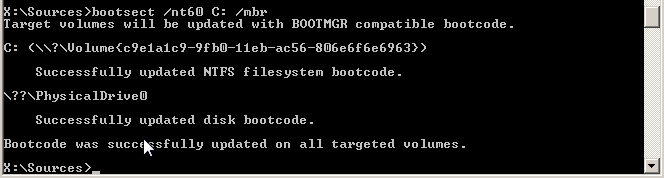 X:\Sources>bootsect /nt60 C: /mbr
Target volumes will be updated with BOOTMGR compatible bootcode.
C: (\\?\Volume{c9e1a1c9-9fb0-11eb-ac56-806e6f6e6963})
Successfully updated NTFS filesystem bootcode.
\??\PhysicalDrive0
Successfully updated disk bootcode.
Bootcode was successfully updated on all targeted volumes.
X:\Sources>_